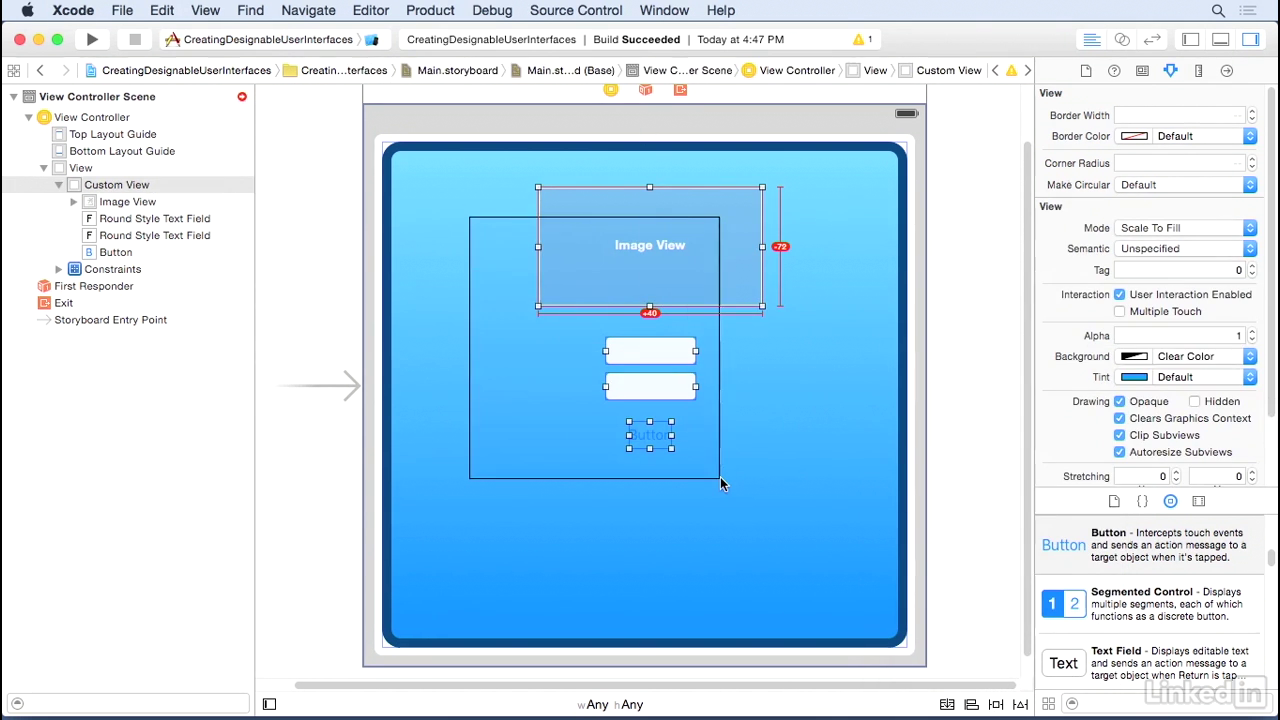 Xcode File Edit View Find Navigate Editor Product Debug Source Control Window Help
CreatingDesignableUserInterfaces
CreatingDesignableUserInterfaces | Build Succeeded | Today at 4:47 PM 1
CreatingDesignableUserInterfaces Creatin...terfaces Main.storyboard Main.st...d (Base) View C...er Scene View Controller View Custom View
View Controller Scene
View Controller
Top Layout Guide
Bottom Layout Guide
View
Custom View
Image View
F Round Style Text Field
F Round Style Text Field
B Button
Constraints
First Responder
Exit
Storyboard Entry Point
Image View
-72
+40
Button
wAny hAny
View
Border Width
Border Color Default
Corner Radius
Make Circular Default
View
Mode Scale To Fill
Semantic Unspecified
Tag 0
Interaction User Interaction Enabled
Multiple Touch
Alpha 1
Background Clear Color
Tint Default
Drawing Opaque Hidden
Clears Graphics Context
Clip Subviews
Autoresize Subviews
Stretching 0 0
Button Button - Intercepts touch events
and sends an action message to a
target object when it's tapped.
1 2 Segmented Control - Displays
multiple segments, each of which
functions as a discrete button.
Text Text Field - Displays editable text
and sends an action message to a
target object when Return is tap...
Linked in